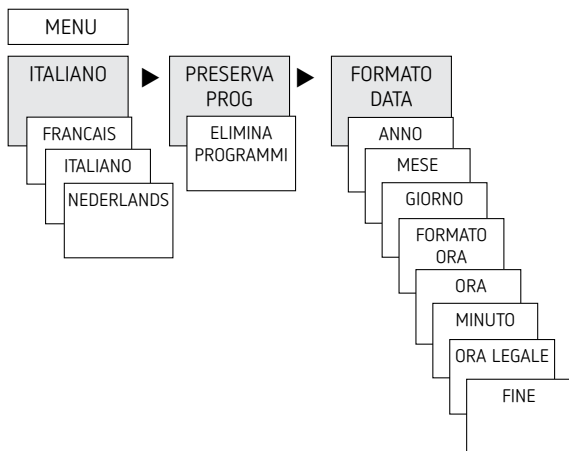 MENU
ITALIANO
FRANCAIS
ITALIANO
NEDERLANDS
PRESERVA
PROG
ELIMINA
PROGRAMMI
FORMATO
DATA
ANNO
MESE
GIORNO
FORMATO
ORA
ORA
MINUTO
ORA LEGALE
FINE